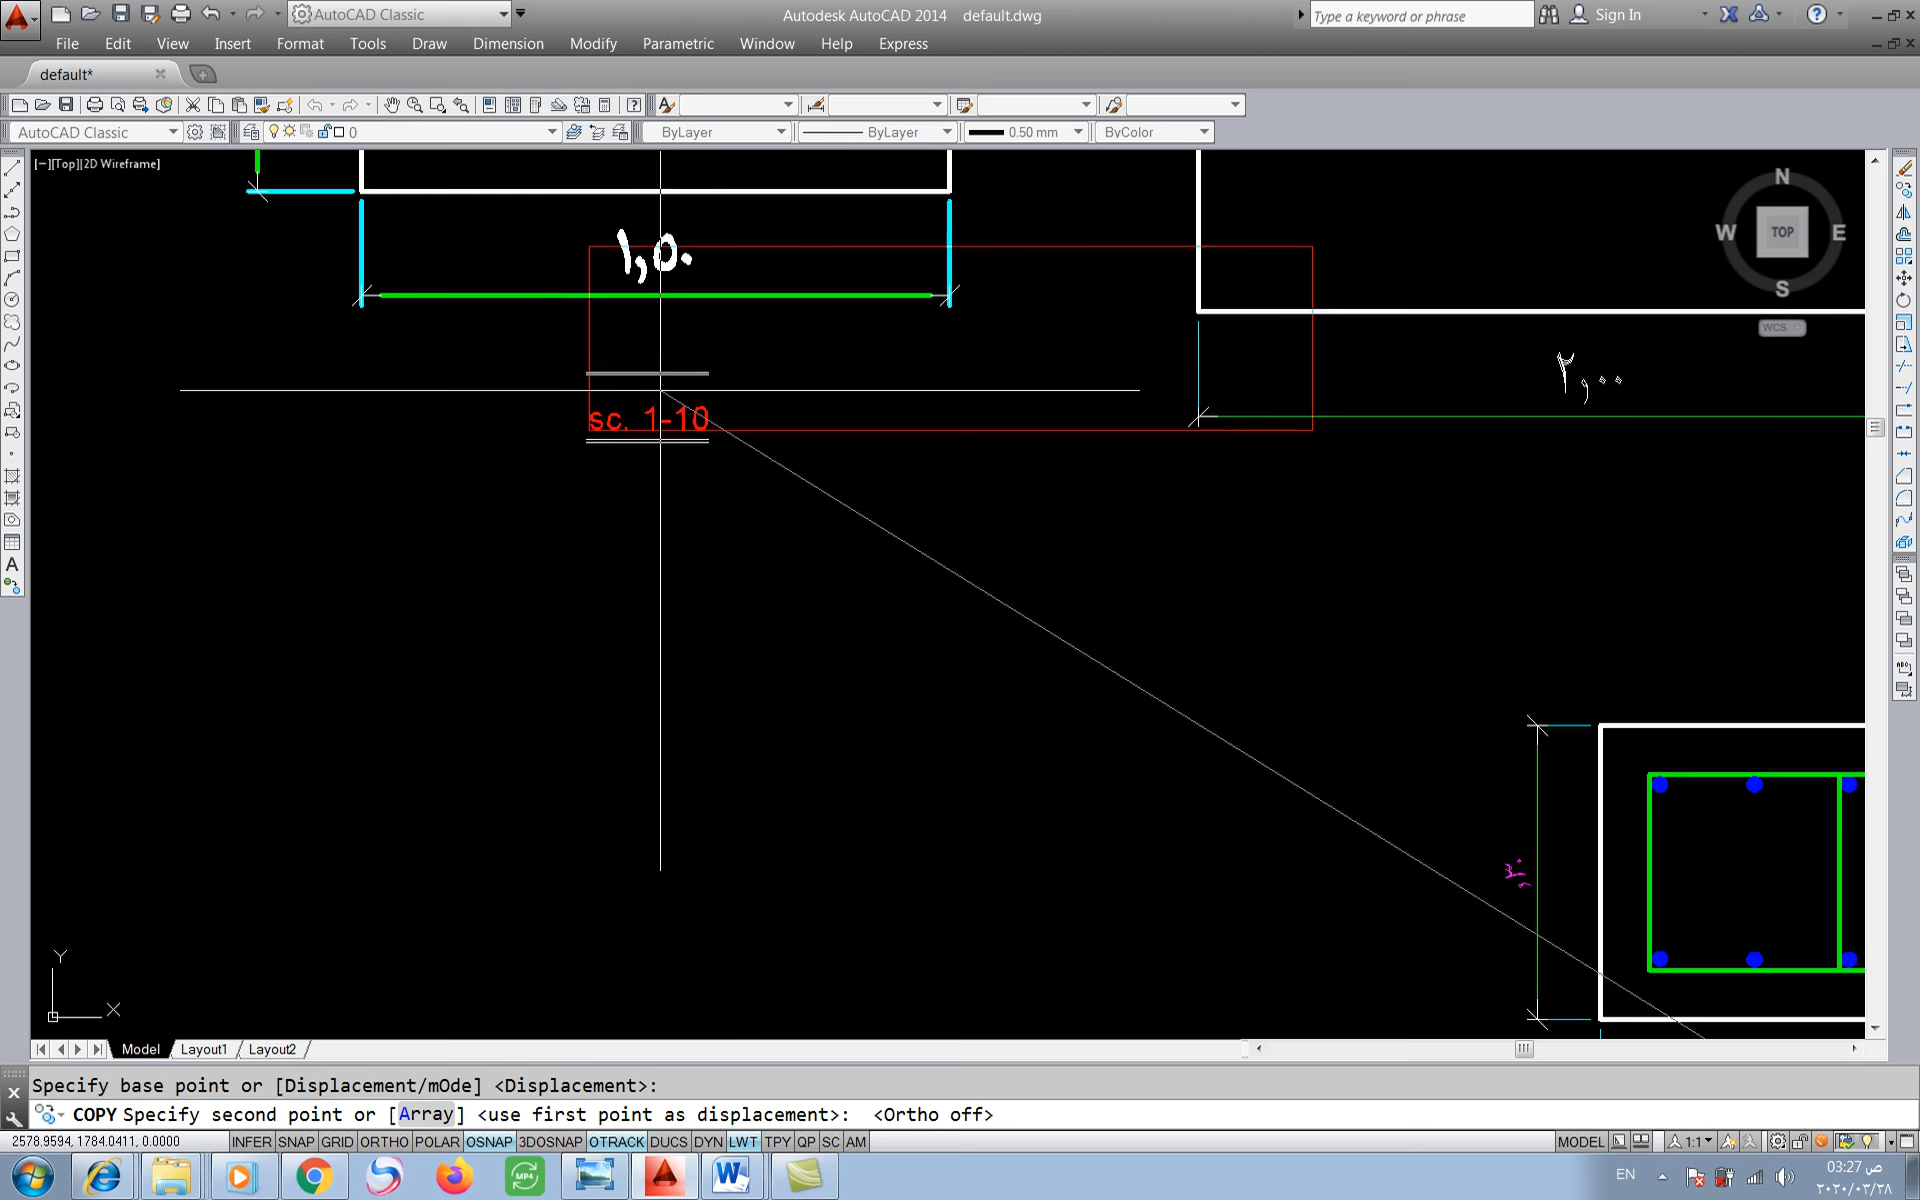 AutoCAD Classic
Autodesk AutoCAD 2014 default.dwg
Type a keyword or phrase
Sign In
File Edit View Insert Format Tools Draw Dimension Modify Parametric Window Help Express
default*
AutoCAD Classic
0
ByLayer
ByLayer
0.50 mm
ByColor
[−][Top][2D Wireframe]
N
W TOP E
S
WCS
١,٥٠
٢,٠٠
sc. 1-10
Y
X
Model Layout1 Layout2
Specify base point or [Displacement/mOde] <Displacement>:
COPY Specify second point or [Array] <use first point as displacement>: <Ortho off>
2578.9594, 1784.0411, 0.0000
INFER SNAP GRID ORTHO POLAR OSNAP 3DOSNAP OTRACK DUCS DYN LWT TPY QP SC AM
MODEL
1:1
MP4
EN
03:27 ص
٢٠٢٠/٠٣/٢٨